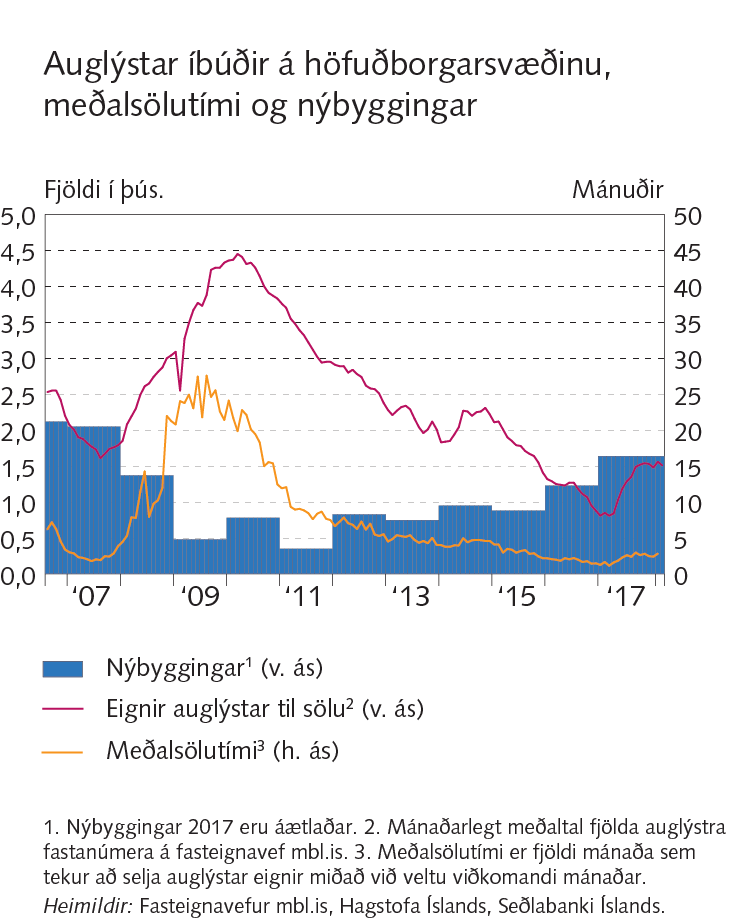 Auglýstar íbúðir á höfuðborgarsvæðinu,
meðalsölutími og nýbyggingar
Fjöldi í þús. Mánuðir
5,0 50
4,5 45
4,0 40
3,5 35
3,0 30
2,5 25
2,0 20
1,5 15
1,0 10
0,5 5
0,0 0
‘07 ‘09 ‘11 ‘13 ‘15 ‘17
Nýbyggingar¹ (v. ás)
Eignir auglýstar til sölu² (v. ás)
Meðalsölutími³ (h. ás)
1. Nýbyggingar 2017 eru áætlaðar. 2. Mánaðarlegt meðaltal fjölda auglýstra
fastanúmera á fasteignavef mbl.is. 3. Meðalsölutími er fjöldi mánaða sem
tekur að selja auglýstar eignir miðað við veltu viðkomandi mánaðar.
Heimildir: Fasteignavefur mbl.is, Hagstofa Íslands, Seðlabanki Íslands.